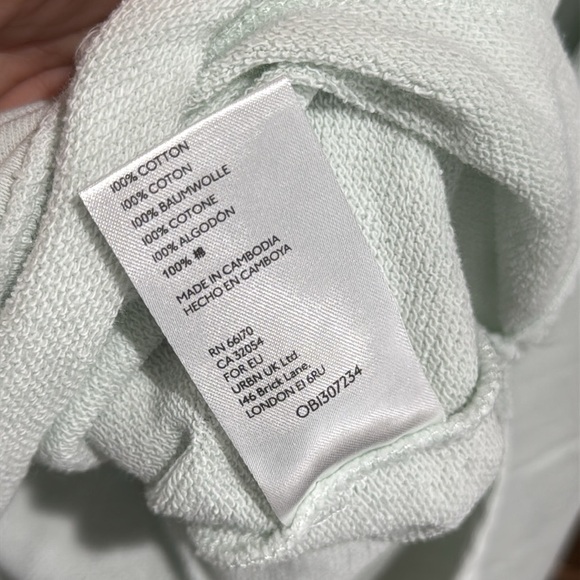 100% COTTON
100% COTON
100% BAUMWOLLE
100% COTONE
100% ALGODÓN
100% 棉
MADE IN CAMBODIA
HECHO EN CAMBOYA
RN 66170
CA 32054
FOR EU
URBN UK Ltd
146 Brick Lane,
LONDON E1 6RU
OB1307234